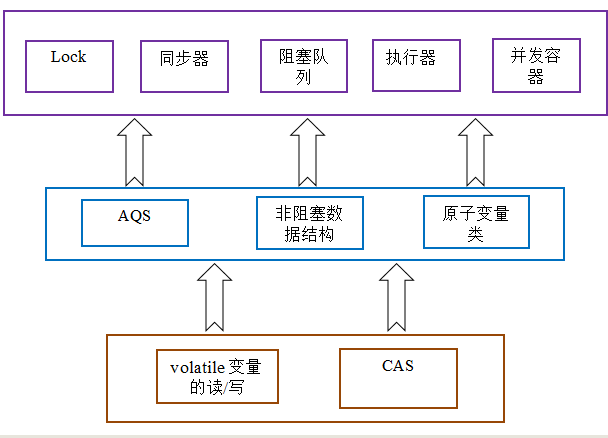 Lock
同步器
阻塞队
列
执行器
并发容
器
AQS
非阻塞数
据结构
原子变量
类
volatile 变量
的读/写
CAS